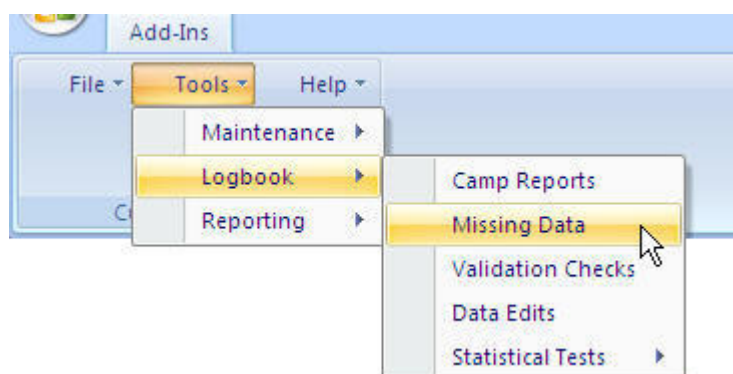 Add-Ins
File Tools Help
Maintenance
Logbook
Reporting
Camp Reports
Missing Data
Validation Checks
Data Edits
Statistical Tests